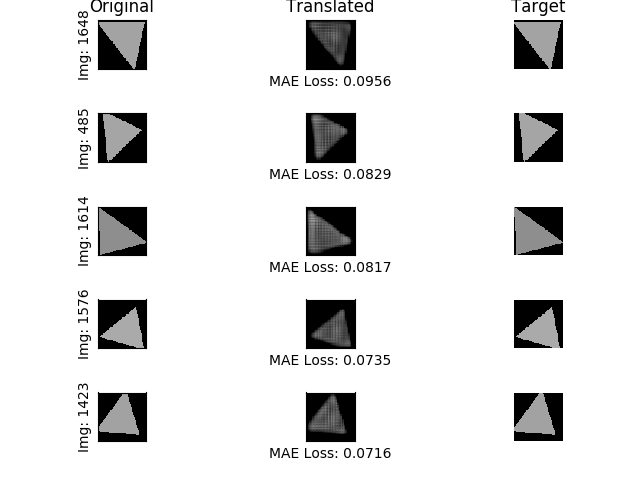 Original Translated Target
Img: 1648
MAE Loss: 0.0956
Img: 485
MAE Loss: 0.0829
Img: 1614
MAE Loss: 0.0817
Img: 1576
MAE Loss: 0.0735
Img: 1423
MAE Loss: 0.0716